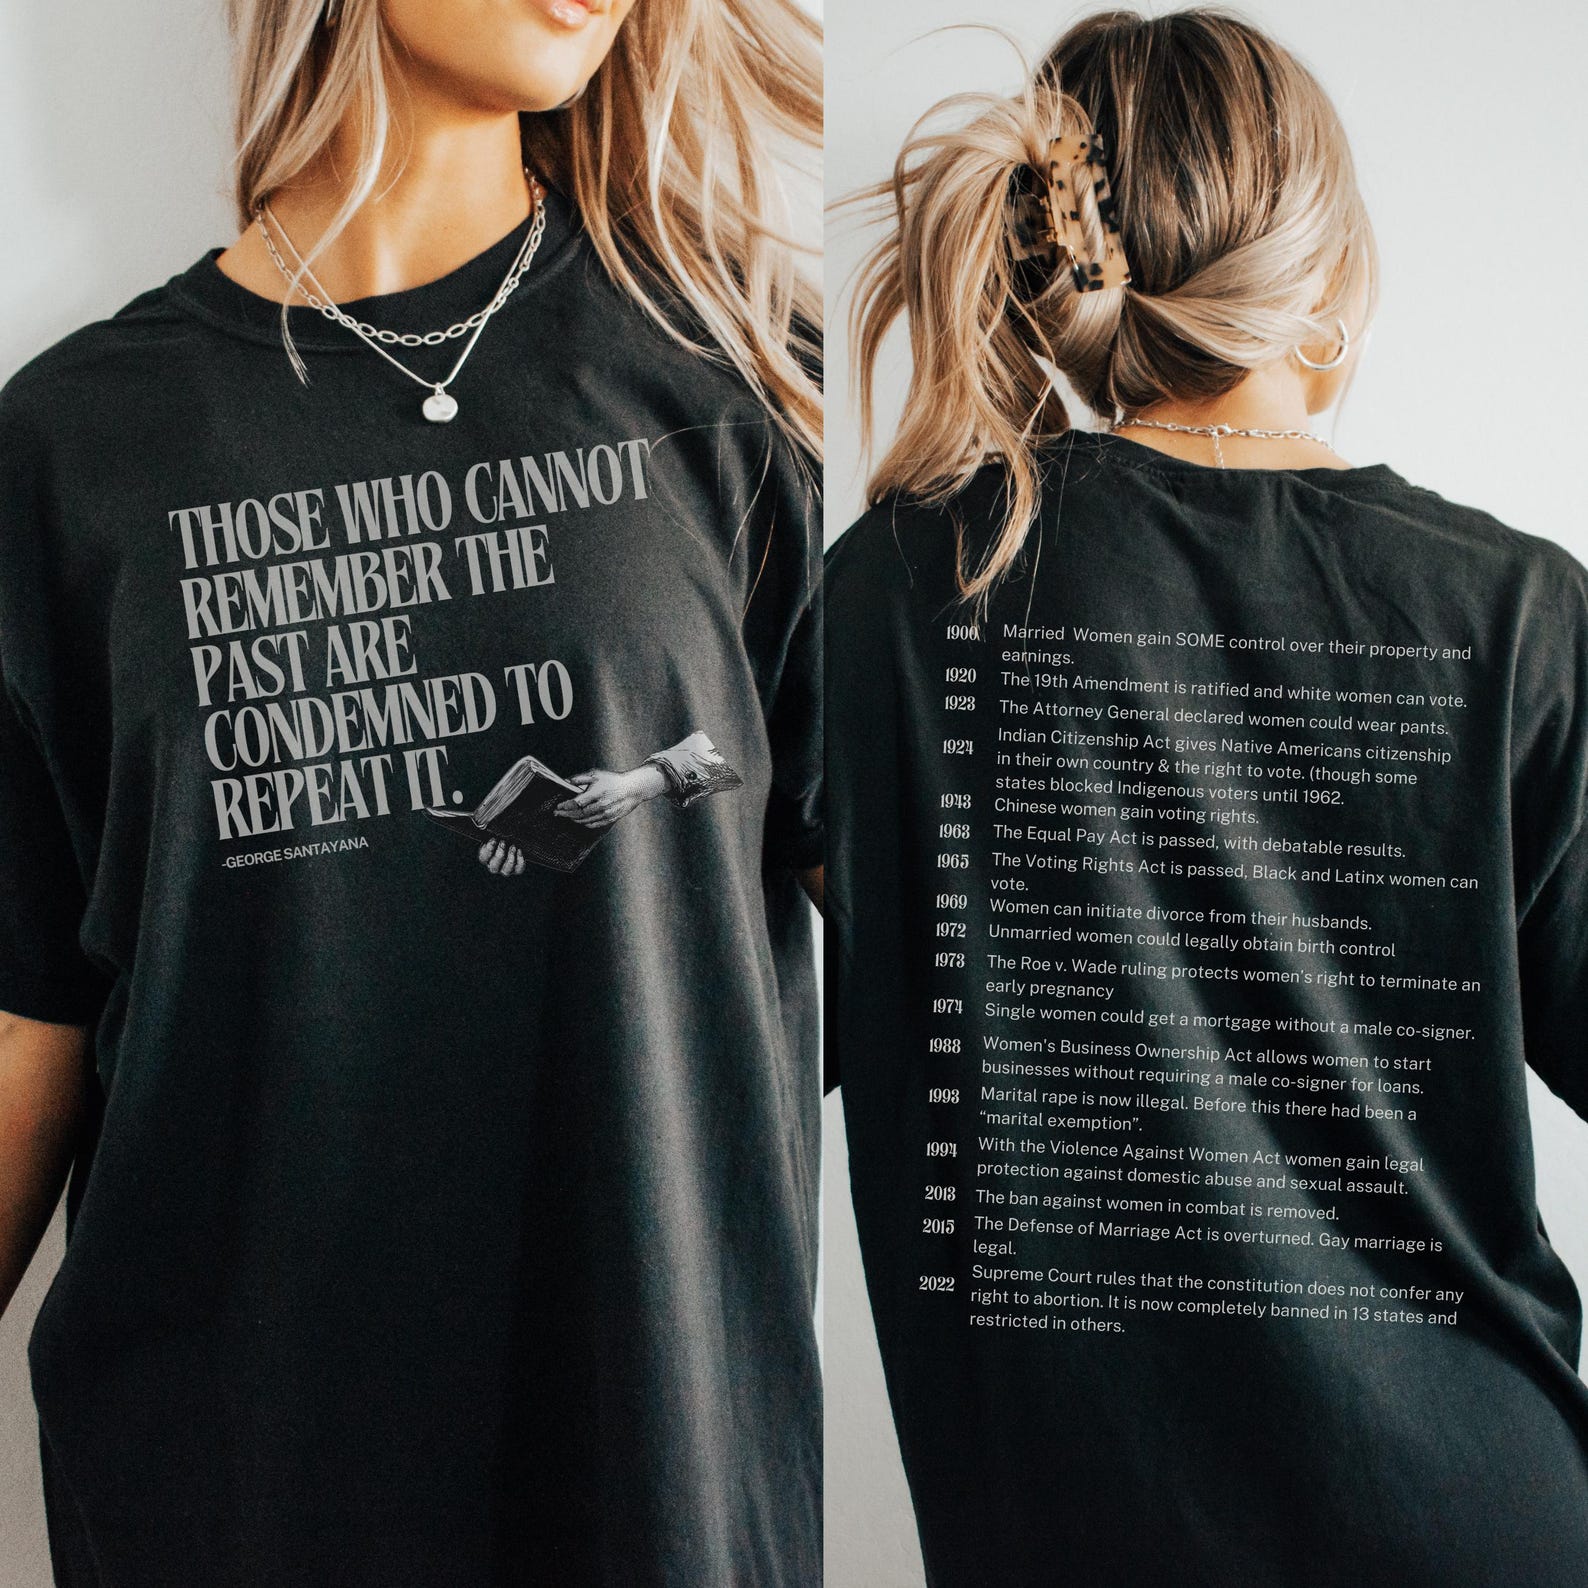 THOSE WHO CANNOT
REMEMBER THE
PAST ARE
CONDEMNED TO
REPEAT IT.
-GEORGE SANTAYANA
1900 Married Women gain SOME control over their property and
earnings.
1920 The 19th Amendment is ratified and white women can vote.
1923 The Attorney General declared women could wear pants.
1924 Indian Citizenship Act gives Native Americans citizenship
in their own country & the right to vote. (though some
states blocked Indigenous voters until 1962.
1943 Chinese women gain voting rights.
1963 The Equal Pay Act is passed, with debatable results.
1965 The Voting Rights Act is passed, Black and Latinx women can
vote.
1969 Women can initiate divorce from their husbands.
1972 Unmarried women could legally obtain birth control
1973 The Roe v. Wade ruling protects women's right to terminate an
early pregnancy
1974 Single women could get a mortgage without a male co-signer.
1988 Women's Business Ownership Act allows women to start
businesses without requiring a male co-signer for loans.
1993 Marital rape is now illegal. Before this there had been a
“marital exemption”.
1994 With the Violence Against Women Act women gain legal
protection against domestic abuse and sexual assault.
2013 The ban against women in combat is removed.
2015 The Defense of Marriage Act is overturned. Gay marriage is
legal.
2022 Supreme Court rules that the constitution does not confer any
right to abortion. It is now completely banned in 13 states and
restricted in others.